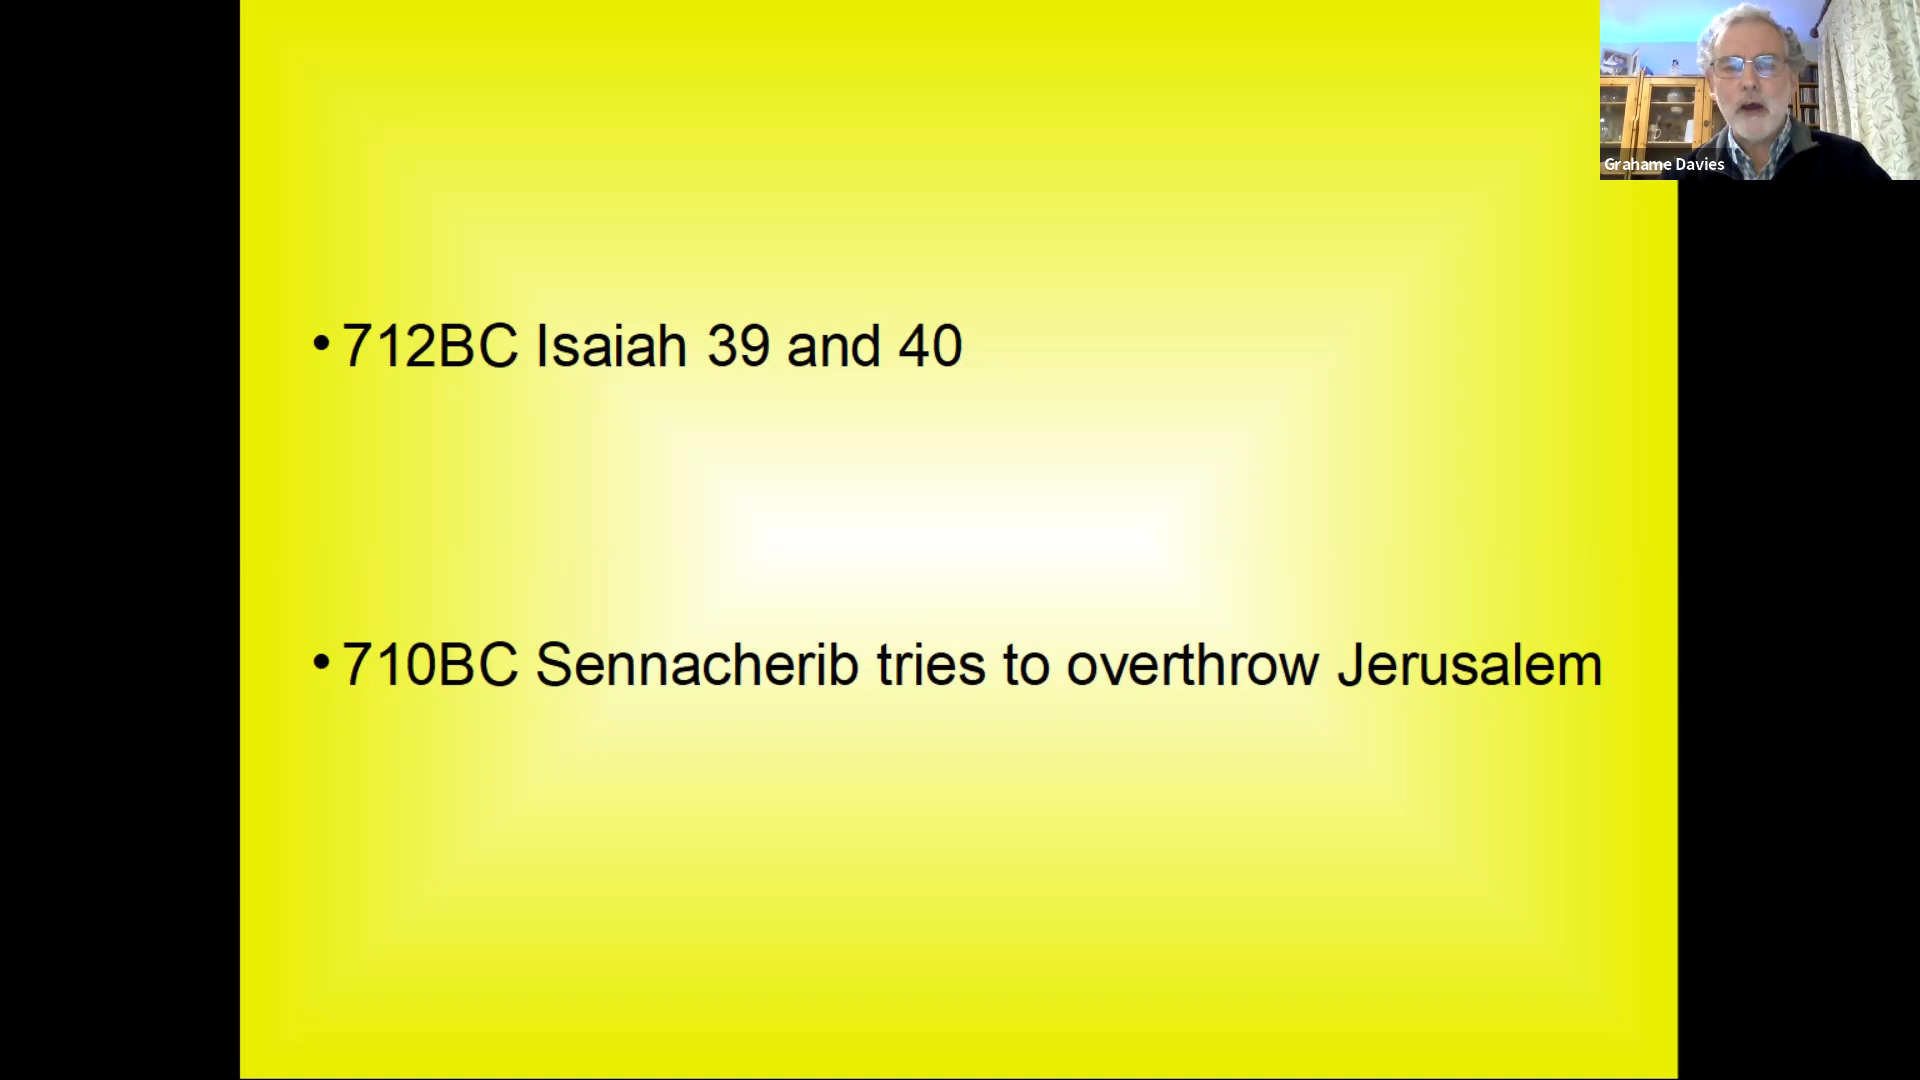 Grahame Davies
• 712BC Isaiah 39 and 40
• 710BC Sennacherib tries to overthrow Jerusalem